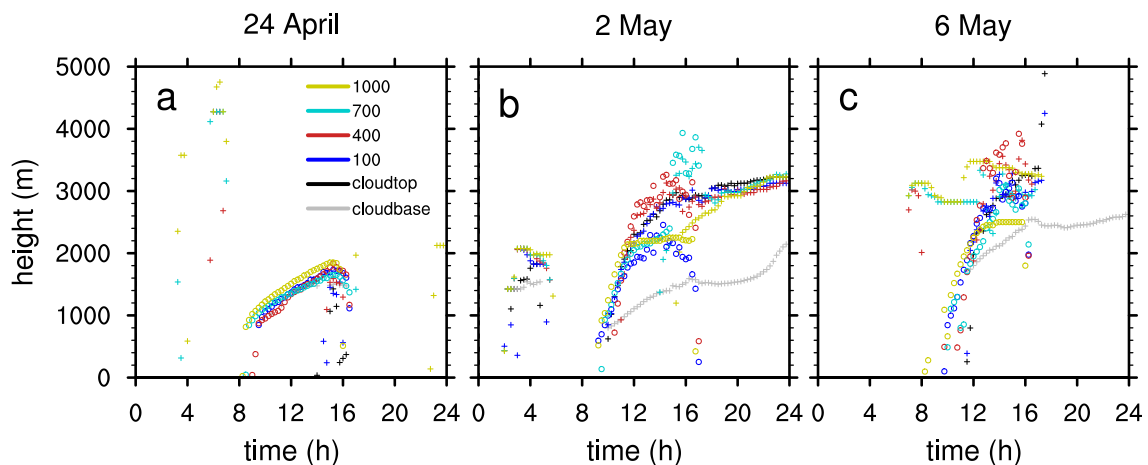 24 April
2 May
6 May
a
b
c
1000
700
400
100
cloudtop
cloudbase
5000
4000
3000
2000
1000
0
height (m)
0 4 8 12 16 20 24
0 4 8 12 16 20 24
0 4 8 12 16 20 24
time (h)
time (h)
time (h)